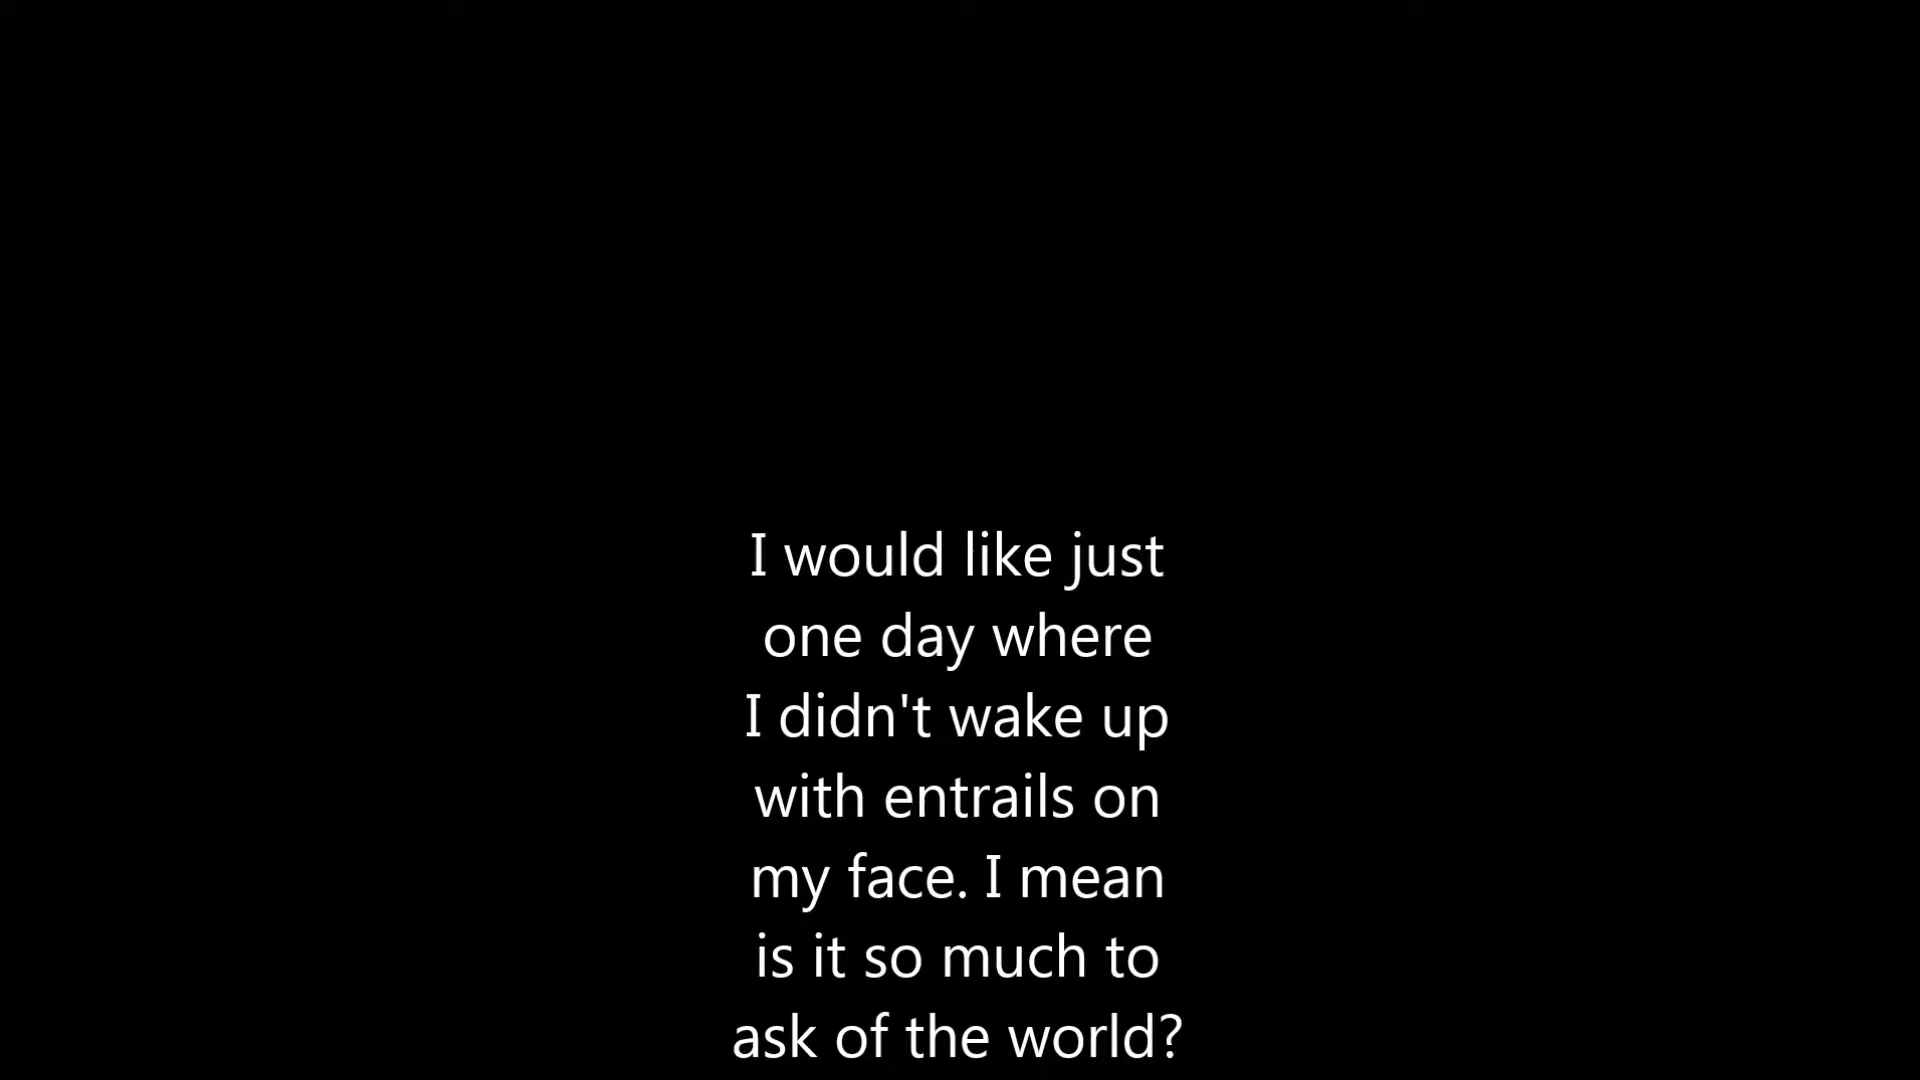 I would like just
one day where
I didn't wake up
with entrails on
my face. I mean
is it so much to
ask of the world?